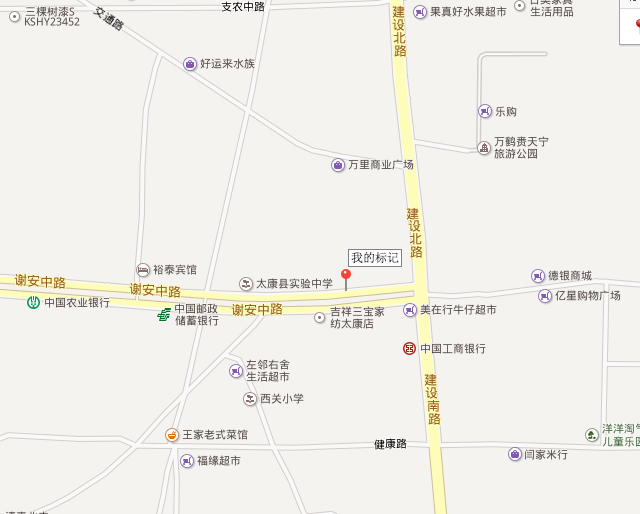 三棵树漆S
KSHY23452
交通路
支农中路
建设北路
果真好水果超市
生活用品
好运来水族
乐购
万鹤贵天宁
旅游公园
万里商业广场
建设北路
我的标记
谢安中路
谢安中路
谢安中路
裕泰宾馆
太康县实验中学
德银商城
亿星购物广场
中国农业银行
中国邮政
储蓄银行
吉祥三宝家
纺太康店
美在行牛仔超市
中国工商银行
左邻右舍
生活超市
西关小学
建设南路
王家老式菜馆
福缘超市
健康路
闫家米行
洋洋淘气
儿童乐园